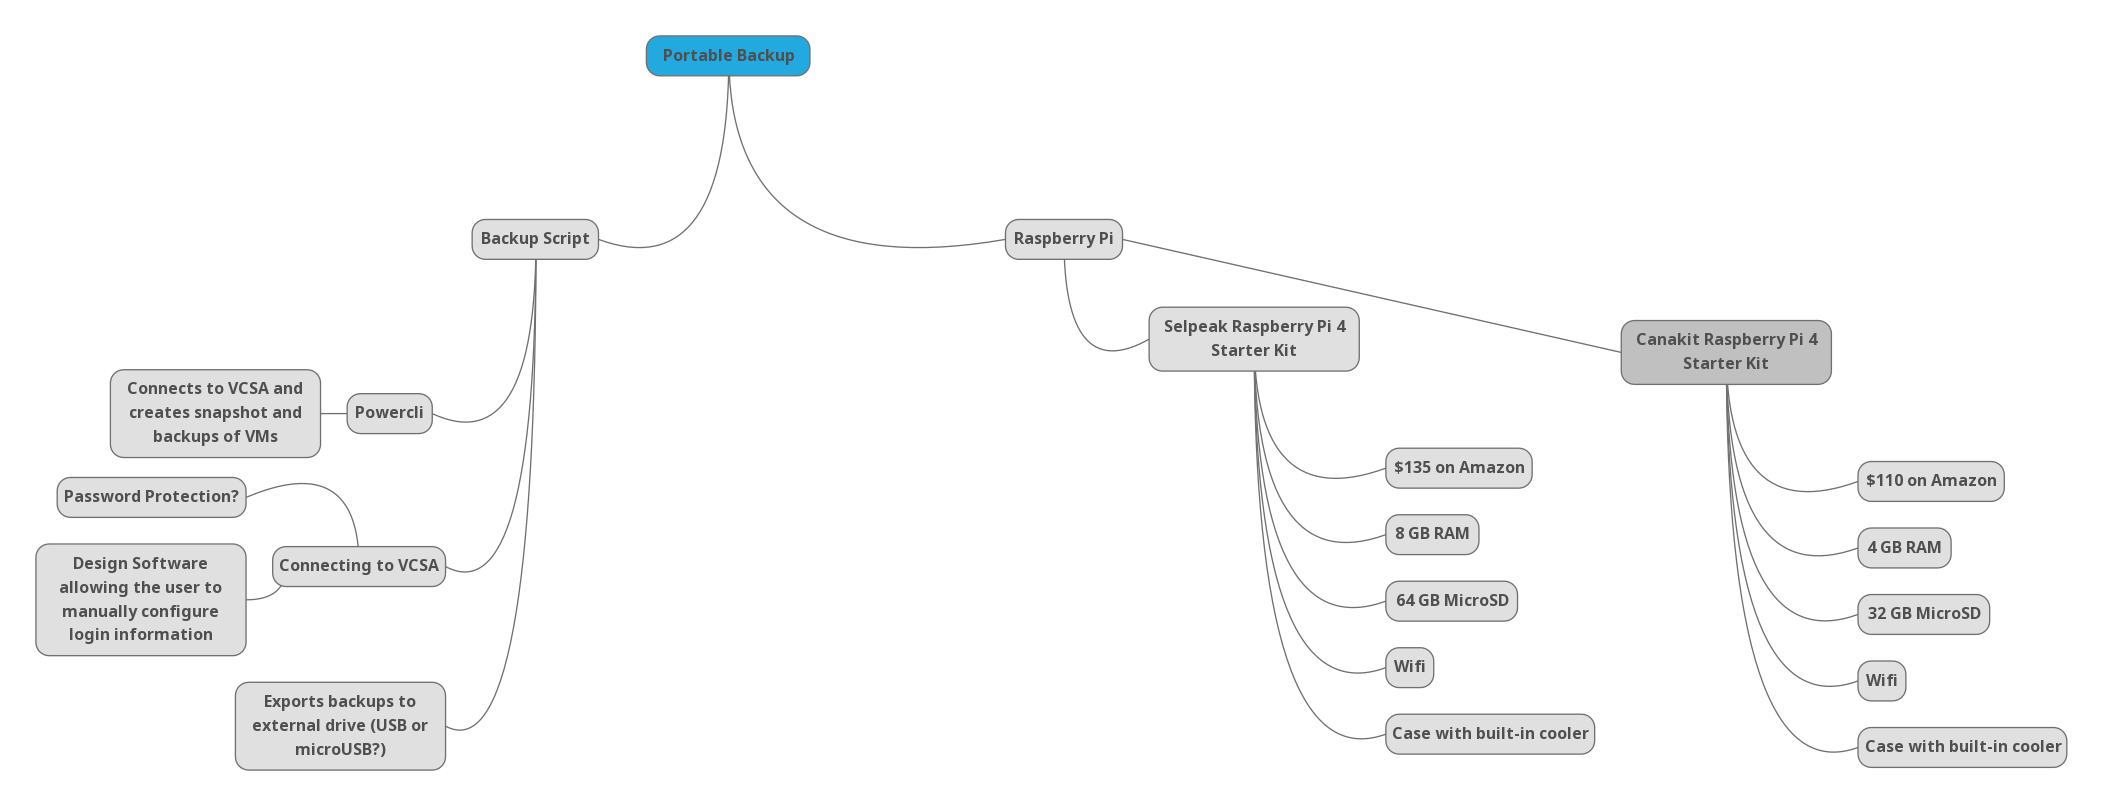 Portable Backup
Backup Script
Raspberry Pi
Selpeak Raspberry Pi 4
Starter Kit
Canakit Raspberry Pi 4
Starter Kit
Connects to VCSA and
creates snapshot and
backups of VMs
Powercli
Password Protection?
Connecting to VCSA
Design Software
allowing the user to
manually configure
login information
Exports backups to
external drive (USB or
microUSB?)
$135 on Amazon
8 GB RAM
64 GB MicroSD
Wifi
Case with built-in cooler
$110 on Amazon
4 GB RAM
32 GB MicroSD
Wifi
Case with built-in cooler